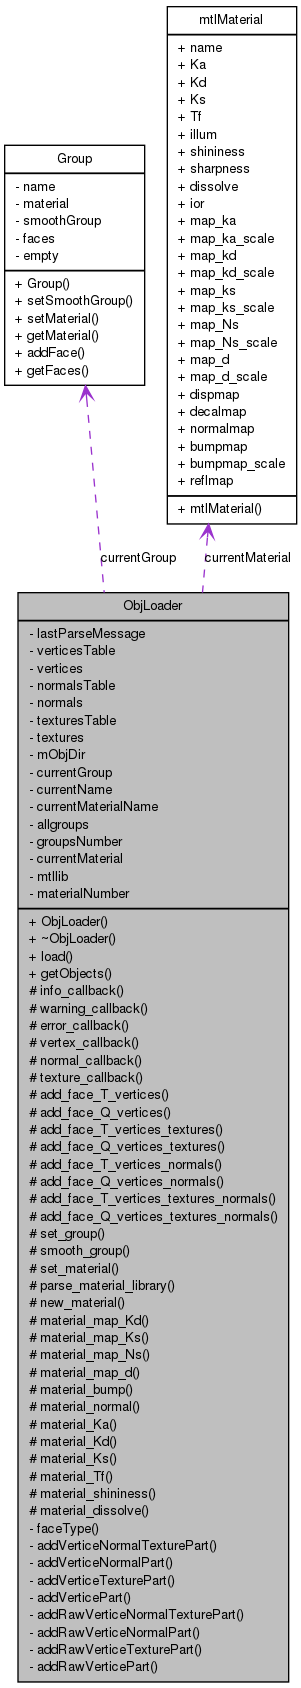 mtlMaterial
+ name
+ Ka
+ Kd
+ Ks
+ Tf
+ illum
+ shininess
+ sharpness
+ dissolve
+ ior
+ map_ka
+ map_ka_scale
+ map_kd
+ map_kd_scale
+ map_ks
+ map_ks_scale
+ map_Ns
+ map_Ns_scale
+ map_d
+ map_d_scale
+ dispmap
+ decalmap
+ normalmap
+ bumpmap
+ bumpmap_scale
+ reflmap
+ mtlMaterial()
Group
- name
- material
- smoothGroup
- faces
- empty
+ Group()
+ setSmoothGroup()
+ setMaterial()
+ getMaterial()
+ addFace()
+ getFaces()
currentGroup
currentMaterial
ObjLoader
- lastParseMessage
- verticesTable
- vertices
- normalsTable
- normals
- texturesTable
- textures
- mObjDir
- currentGroup
- currentName
- currentMaterialName
- allgroups
- groupsNumber
- currentMaterial
- mtllib
- materialNumber
+ ObjLoader()
+ ~ObjLoader()
+ load()
+ getObjects()
# info_callback()
# warning_callback()
# error_callback()
# vertex_callback()
# normal_callback()
# texture_callback()
# add_face_T_vertices()
# add_face_Q_vertices()
# add_face_T_vertices_textures()
# add_face_Q_vertices_textures()
# add_face_T_vertices_normals()
# add_face_Q_vertices_normals()
# add_face_T_vertices_textures_normals()
# add_face_Q_vertices_textures_normals()
# set_group()
# smooth_group()
# set_material()
# parse_material_library()
# new_material()
# material_map_Kd()
# material_map_Ks()
# material_map_Ns()
# material_map_d()
# material_bump()
# material_normal()
# material_Ka()
# material_Kd()
# material_Ks()
# material_Tf()
# material_shininess()
# material_dissolve()
- faceType()
- addVerticeNormalTexturePart()
- addVerticeNormalPart()
- addVerticeTexturePart()
- addVerticePart()
- addRawVerticeNormalTexturePart()
- addRawVerticeNormalPart()
- addRawVerticeTexturePart()
- addRawVerticePart()